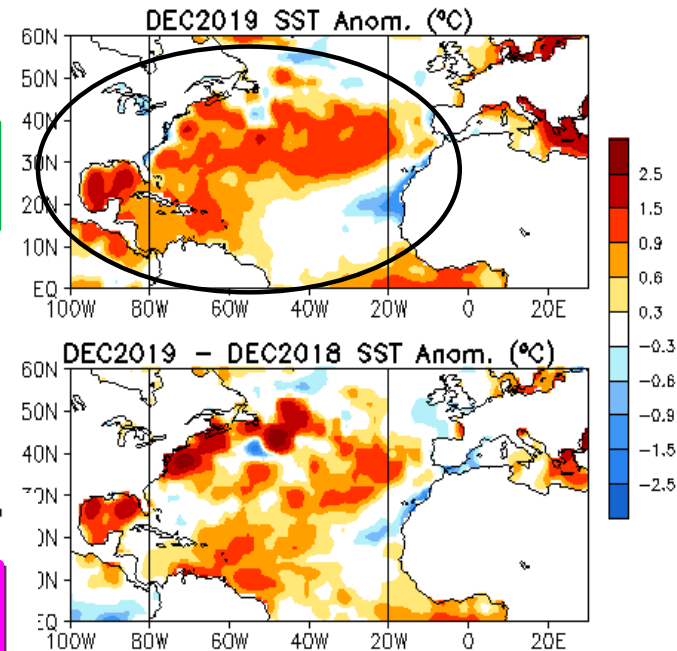 DEC2019 SST Anom. (ºC)
60N
50N
40N
30N
20N
10N
EQ
100W 80W 60W 40W 20W 0 20E
2.5
1.5
0.9
0.6
0.3
-0.3
-0.6
-0.9
-1.5
-2.5
DEC2019 - DEC2018 SST Anom. (ºC)
60N
50N
40N
100W 80W 60W 40W 20W 0 20E